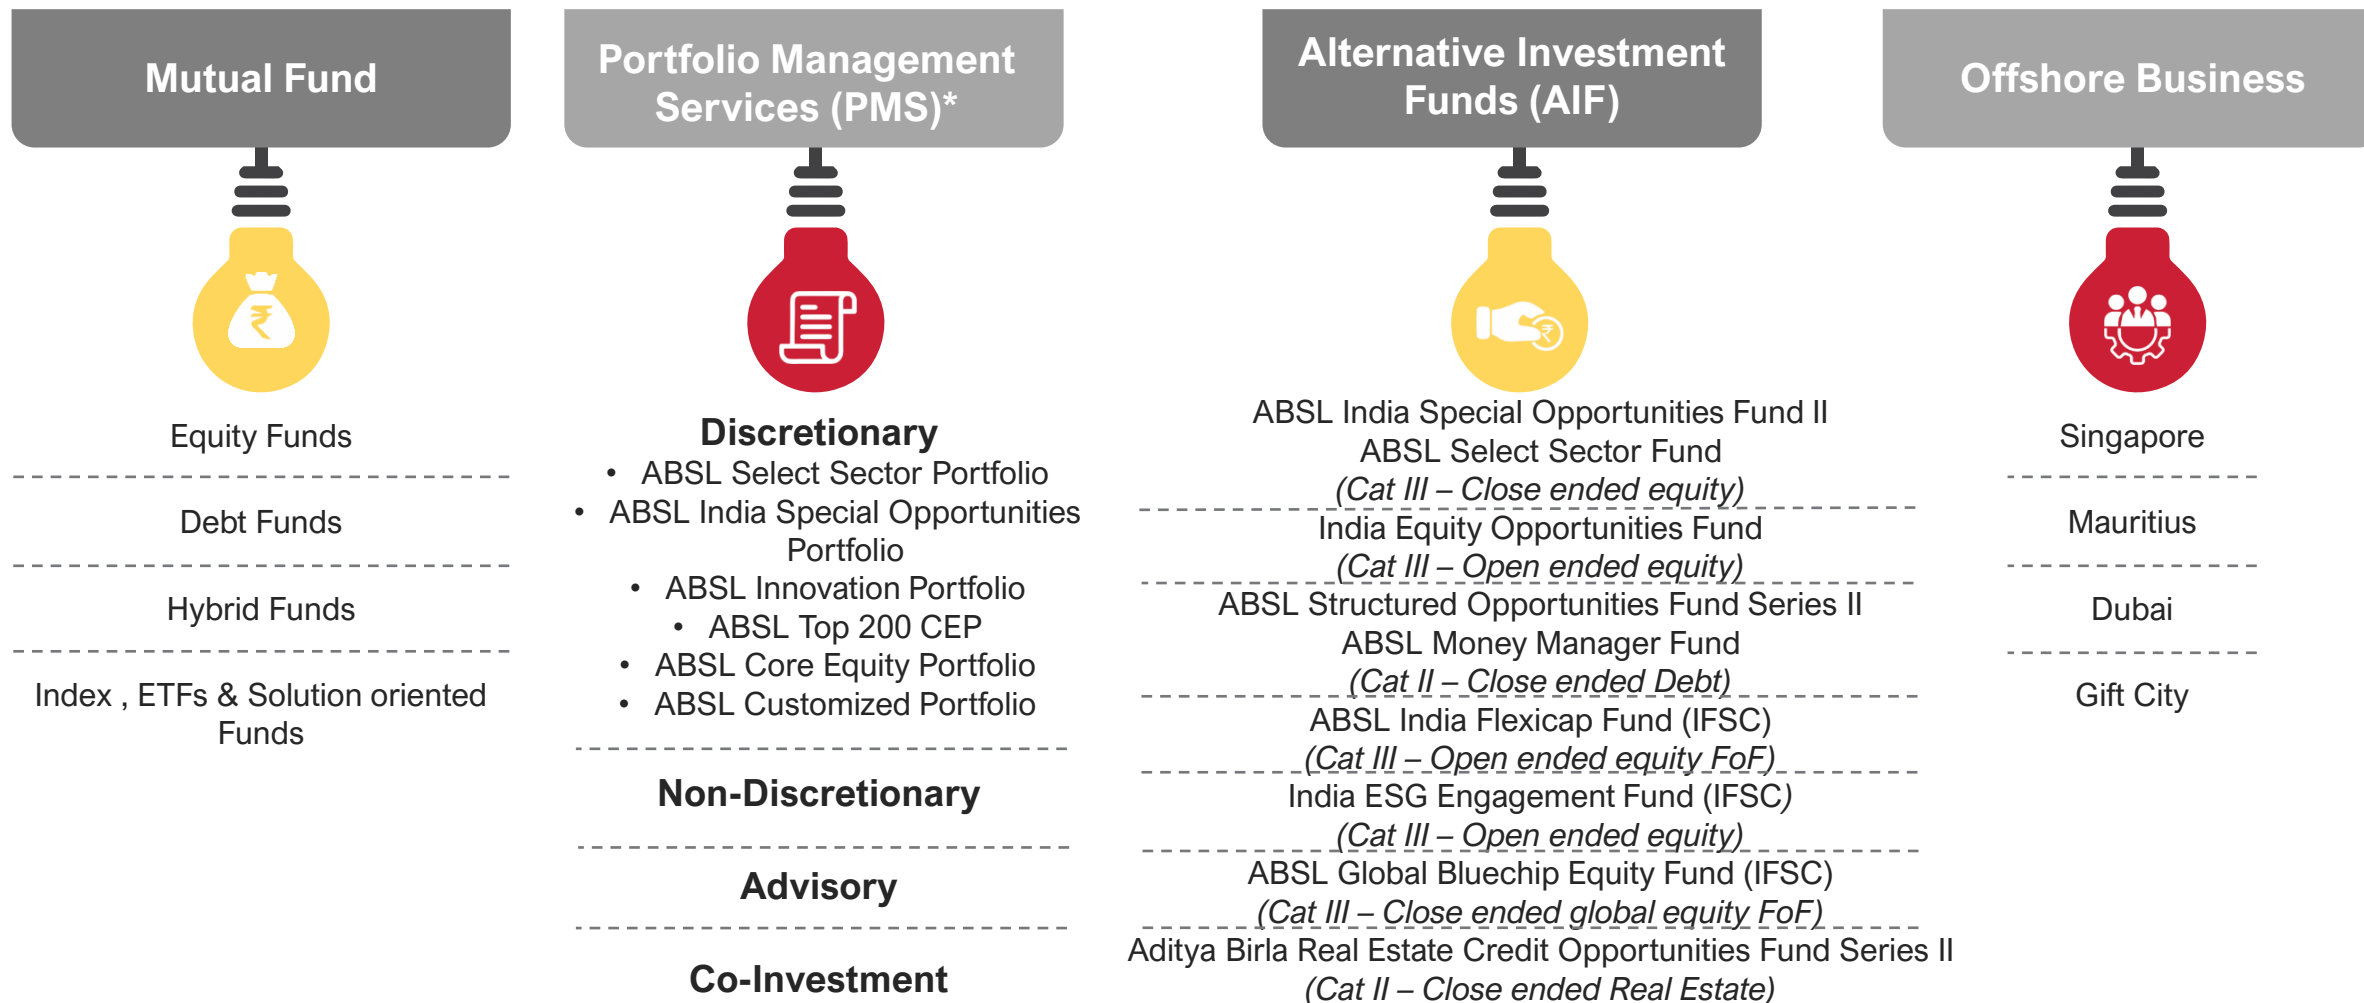 Mutual Fund
Equity Funds
Debt Funds
Hybrid Funds
Index , ETFs & Solution oriented
Funds
Portfolio Management
Services (PMS)*
Discretionary
• ABSL Select Sector Portfolio
• ABSL India Special Opportunities
Portfolio
• ABSL Innovation Portfolio
• ABSL Top 200 CEP
• ABSL Core Equity Portfolio
• ABSL Customized Portfolio
Non-Discretionary
Advisory
Co-Investment
Alternative Investment
Funds (AIF)
ABSL India Special Opportunities Fund II
ABSL Select Sector Fund
(Cat III – Close ended equity)
India Equity Opportunities Fund
(Cat III – Open ended equity)
ABSL Structured Opportunities Fund Series II
ABSL Money Manager Fund
(Cat II – Close ended Debt)
ABSL India Flexicap Fund (IFSC)
(Cat III – Open ended equity FoF)
India ESG Engagement Fund (IFSC)
(Cat III – Open ended equity)
ABSL Global Bluechip Equity Fund (IFSC)
(Cat III – Close ended global equity FoF)
Aditya Birla Real Estate Credit Opportunities Fund Series II
(Cat II – Close ended Real Estate)
Offshore Business
Singapore
Mauritius
Dubai
Gift City